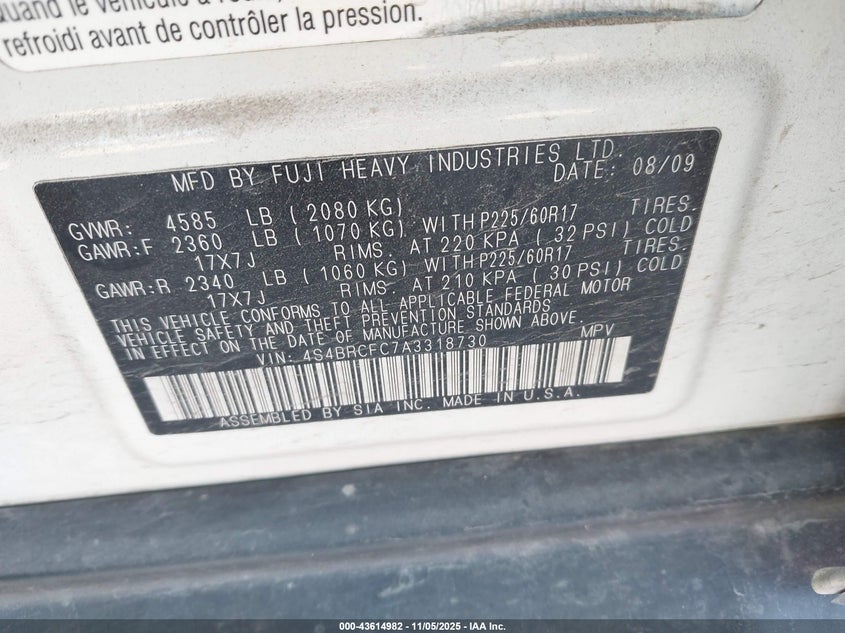 Quand le véhicule a
refroidi avant de contrôler la pression.
MFD BY FUJI HEAVY INDUSTRIES LTD.
DATE: 08/09
GVWR: 4585 LB ( 2080 KG)
GAWR:F 2360 LB ( 1070 KG) WITH P225/60R17 TIRES.
17X7J RIMS. AT 220 KPA ( 32 PSI) COLD
GAWR:R 2340 LB ( 1060 KG) WITH P225/60R17 TIRES.
17X7J RIMS. AT 210 KPA ( 30 PSI) COLD
THIS VEHICLE CONFORMS TO ALL APPLICABLE FEDERAL MOTOR
VEHICLE SAFETY AND THEFT PREVENTION STANDARDS
IN EFFECT ON THE DATE OF MANUFACTURE SHOWN ABOVE.
VIN: 4S4BRCFC7A3318730 MPV
ASSEMBLED BY SIA INC. MADE IN U.S.A.
000-43614982 - 11/05/2025 - IAA Inc.